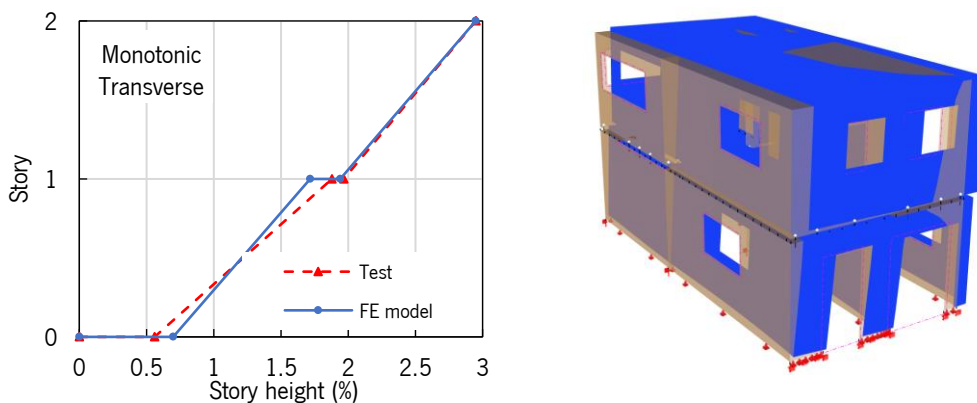 2
Monotonic
Transverse
Story
1
Test
FE model
0
0 0.5 1 1.5 2 2.5 3
Story height (%)